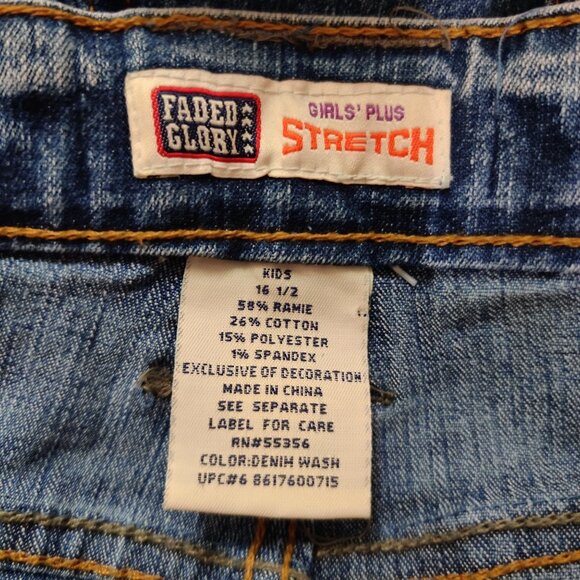 FADED
GLORY
GIRLS' PLUS
STRETCH
KIDS
16 1/2
58% RAMIE
26% COTTON
15% POLYESTER
1% SPANDEX
EXCLUSIVE OF DECORATION
MADE IN CHINA
SEE SEPARATE
LABEL FOR CARE
RN#55356
COLOR:DENIM WASH
UPC#6 8617600715